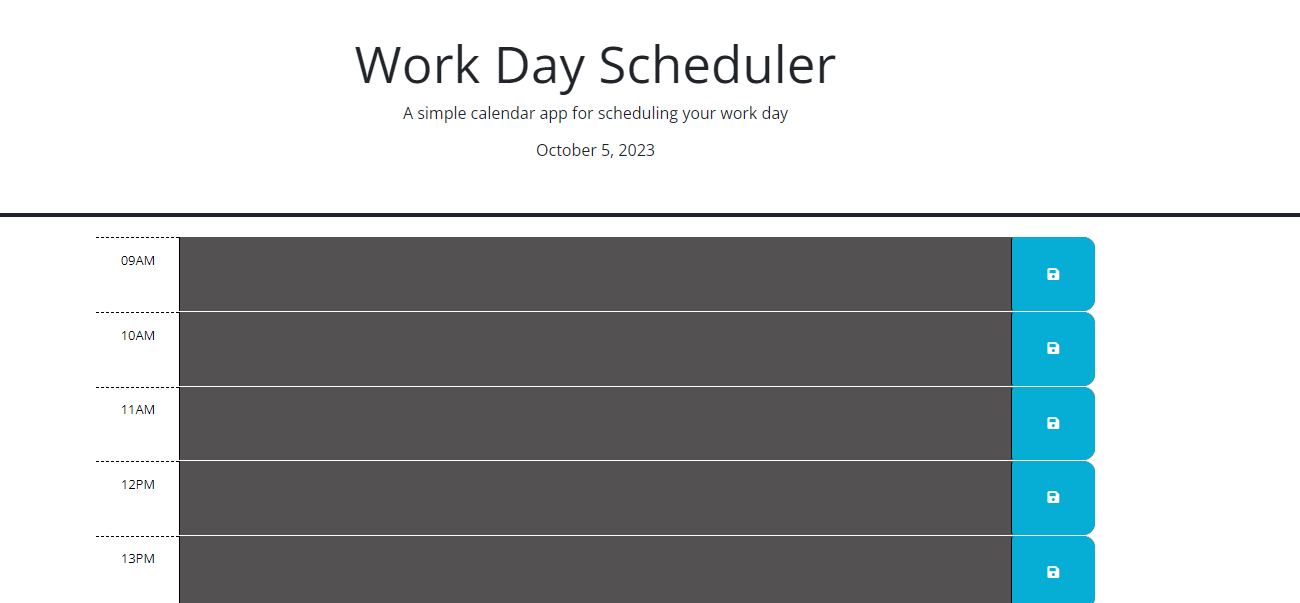 Work Day Scheduler
A simple calendar app for scheduling your work day
October 5, 2023
09AM
10AM
11AM
12PM
13PM